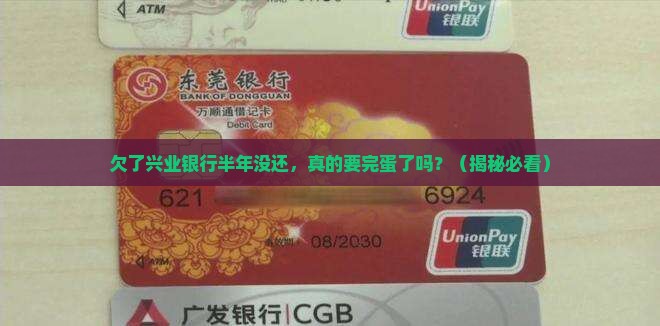 ATM
UnionPay
银联
东莞银行
BANK OF DONGGUAN
万顺通借记卡
Debit Card
欠了兴业银行半年没还，真的要完蛋了吗？（揭秘必看）
621 6924
08/2030
ATM
UnionPay
银联
广发银行|CGB